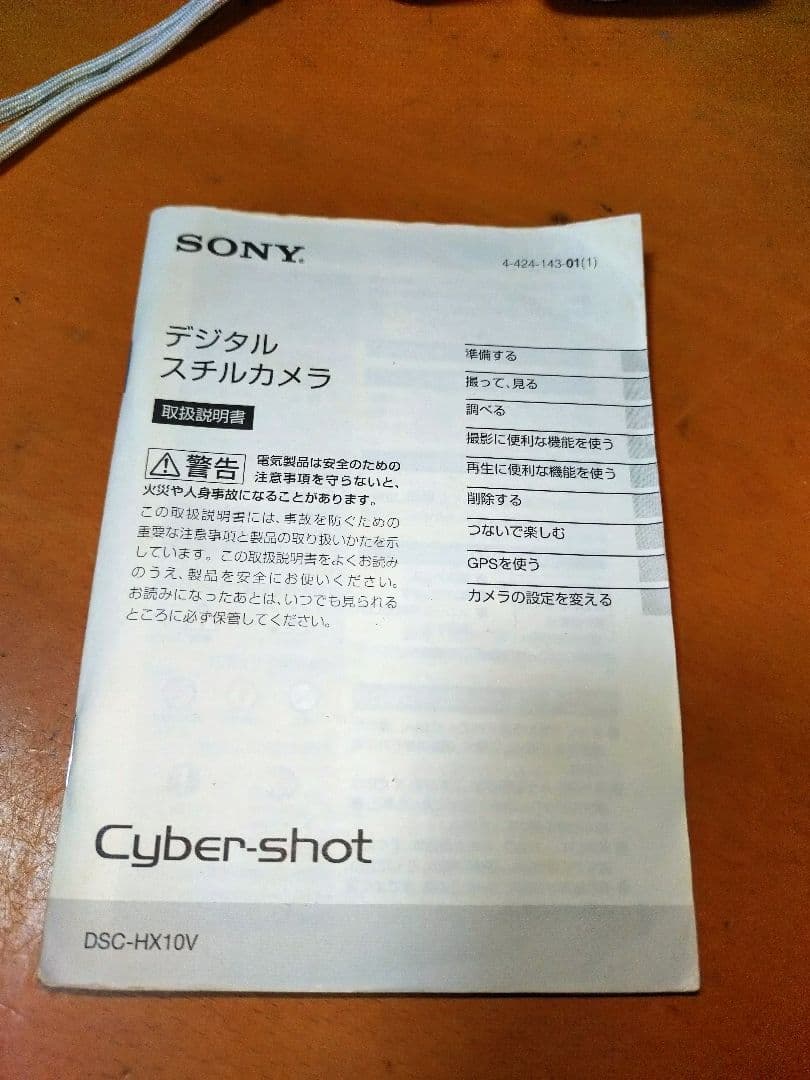 SONY
4-424-143-01(1)
デジタル
スチルカメラ
取扱説明書
警告 電気製品は安全のための
注意事項を守らないと、
火災や人身事故になることがあります。
この取扱説明書には、事故を防ぐための
重要な注意事項と製品の取り扱いかたを示
しています。この取扱説明書をよくお読み
のうえ、製品を安全にお使いください。
お読みになったあとは、いつでも見られる
ところに必ず保管してください。
準備する
撮って、見る
調べる
撮影に便利な機能を使う
再生に便利な機能を使う
削除する
つないで楽しむ
GPSを使う
カメラの設定を変える
Cyber-shot
DSC-HX10V